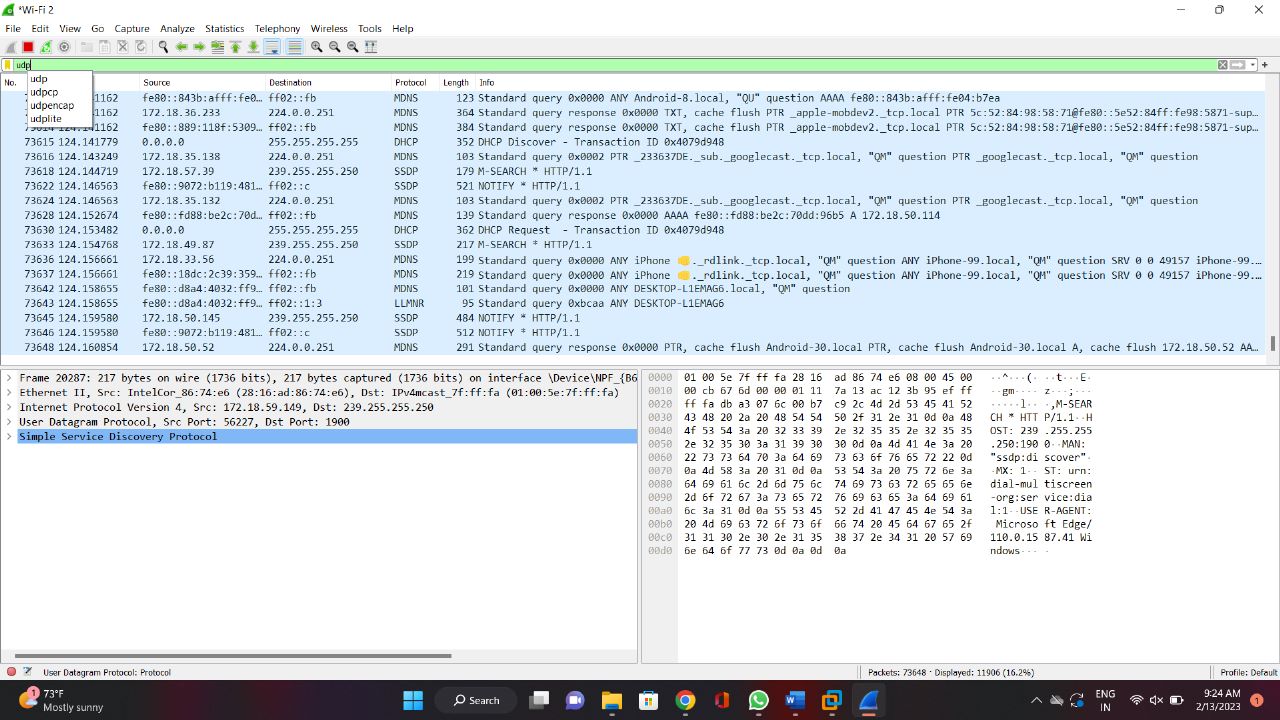 *Wi-Fi 2
File Edit View Go Capture Analyze Statistics Telephony Wireless Tools Help
udp
udp
udpcp
udpencap
udplite
No. Source Destination Protocol Length Info
141162 fe80::843b:afff:fe0… ff02::fb MDNS 123 Standard query 0x0000 ANY Android-8.local, "QU" question AAAA fe80::843b:afff:fe04:b7ea
141162 172.18.36.233 224.0.0.251 MDNS 364 Standard query response 0x0000 TXT, cache flush PTR _apple-mobdev2._tcp.local PTR 5c:52:84:98:58:71@fe80::5e52:84ff:fe98:5871-sup…
73614 124.141162 fe80::889:118f:5309… ff02::fb MDNS 384 Standard query response 0x0000 TXT, cache flush PTR _apple-mobdev2._tcp.local PTR 5c:52:84:98:58:71@fe80::5e52:84ff:fe98:5871-sup…
73615 124.141779 0.0.0.0 255.255.255.255 DHCP 352 DHCP Discover - Transaction ID 0x4079d948
73616 124.143249 172.18.35.138 224.0.0.251 MDNS 103 Standard query 0x0002 PTR _233637DE._sub._googlecast._tcp.local, "QM" question PTR _googlecast._tcp.local, "QM" question
73618 124.144719 172.18.57.39 239.255.255.250 SSDP 179 M-SEARCH * HTTP/1.1
73622 124.146563 fe80::9072:b119:481… ff02::c SSDP 521 NOTIFY * HTTP/1.1
73624 124.146563 172.18.35.132 224.0.0.251 MDNS 103 Standard query 0x0002 PTR _233637DE._sub._googlecast._tcp.local, "QM" question PTR _googlecast._tcp.local, "QM" question
73628 124.152674 fe80::fd88:be2c:70d… ff02::fb MDNS 139 Standard query response 0x0000 AAAA fe80::fd88:be2c:70dd:96b5 A 172.18.50.114
73629 124.153482 0.0.0.0 255.255.255.255 DHCP 362 DHCP Request - Transaction ID 0x4079d948
73633 124.154768 172.18.49.87 239.255.255.250 SSDP 217 M-SEARCH * HTTP/1.1
73634 124.156661 172.18.33.56 224.0.0.251 MDNS 199 Standard query 0x0000 ANY iPhone 🤛._rdlink._tcp.local, "QM" question ANY iPhone-99.local, "QM" question SRV 0 0 49157 iPhone-99.…
73637 124.156661 fe80::18dc:2c39:359… ff02::fb MDNS 219 Standard query 0x0000 ANY iPhone 🤛._rdlink._tcp.local, "QM" question ANY iPhone-99.local, "QM" question SRV 0 0 49157 iPhone-99.…
73642 124.158655 fe80::d8a4:4032:ff9… ff02::fb MDNS 101 Standard query 0x0000 ANY DESKTOP-L1EMAG6.local, "QM" question
73643 124.158655 fe80::d8a4:4032:ff9… ff02::1:3 LLMNR 95 Standard query 0xbcaa ANY DESKTOP-L1EMAG6
73645 124.159580 172.18.50.145 239.255.255.250 SSDP 484 NOTIFY * HTTP/1.1
73646 124.159580 fe80::9072:b119:481… ff02::c SSDP 512 NOTIFY * HTTP/1.1
73648 124.160854 172.18.50.52 224.0.0.251 MDNS 291 Standard query response 0x0000 PTR, cache flush Android-30.local PTR, cache flush Android-30.local A, cache flush 172.18.50.52 AA…
Frame 20287: 217 bytes on wire (1736 bits), 217 bytes captured (1736 bits) on interface \Device\NPF_{B6
Ethernet II, Src: IntelCor_86:74:e6 (28:16:ad:86:74:e6), Dst: IPv4mcast_7f:ff:fa (01:00:5e:7f:ff:fa)
Internet Protocol Version 4, Src: 172.18.59.149, Dst: 239.255.255.250
User Datagram Protocol, Src Port: 56227, Dst Port: 1900
Simple Service Discovery Protocol
0000 01 00 5e 7f ff fa 28 16 ad 86 74 e6 08 00 45 00 ··^···(· ··t···E·
0010 00 cb 67 6d 00 00 01 11 7a 13 ac 12 3b 95 ef ff ··gm···· z···;···
0020 ff fa db a3 07 6c 00 b7 c9 2c 4d 2d 53 45 41 52 ·····l·· ·,M-SEAR
0030 43 48 20 2a 20 48 54 54 50 2f 31 2e 31 0d 0a 48 CH * HTT P/1.1··H
0040 4f 53 54 3a 20 32 33 39 2e 32 35 35 2e 32 35 35 OST: 239 .255.255
0050 2e 32 35 30 3a 31 39 30 30 0d 0a 4d 41 4e 3a 20 .250:190 0··MAN:
0060 22 73 73 64 70 3a 64 69 73 63 6f 76 65 72 22 0d "ssdp:di scover"·
0070 0a 4d 58 3a 20 31 0d 0a 53 54 3a 20 75 72 6e 3a ·MX: 1·· ST: urn:
0080 64 69 61 6c 2d 6d 75 6c 74 69 73 63 72 65 65 6e dial-mul tiscreen
0090 2d 6f 72 67 3a 73 65 72 76 69 63 65 3a 64 69 61 -org:ser vice:dia
00a0 6c 3a 31 0d 0a 55 53 45 52 2d 41 47 45 4e 54 3a l:1··USE R-AGENT:
00b0 20 4d 69 63 72 6f 73 6f 66 74 20 45 64 67 65 2f Microso ft Edge/
00c0 31 31 30 2e 30 2e 31 35 38 37 2e 34 31 20 57 69 110.0.15 87.41 Wi
00d0 6e 64 6f 77 73 0d 0a 0d 0a ndows··· ·
User Datagram Protocol: Protocol Packets: 73648 · Displayed: 11906 (16.2%) Profile: Default
1 73°F
Mostly sunny
Search
ENG
IN
9:24 AM
2/13/2023
1